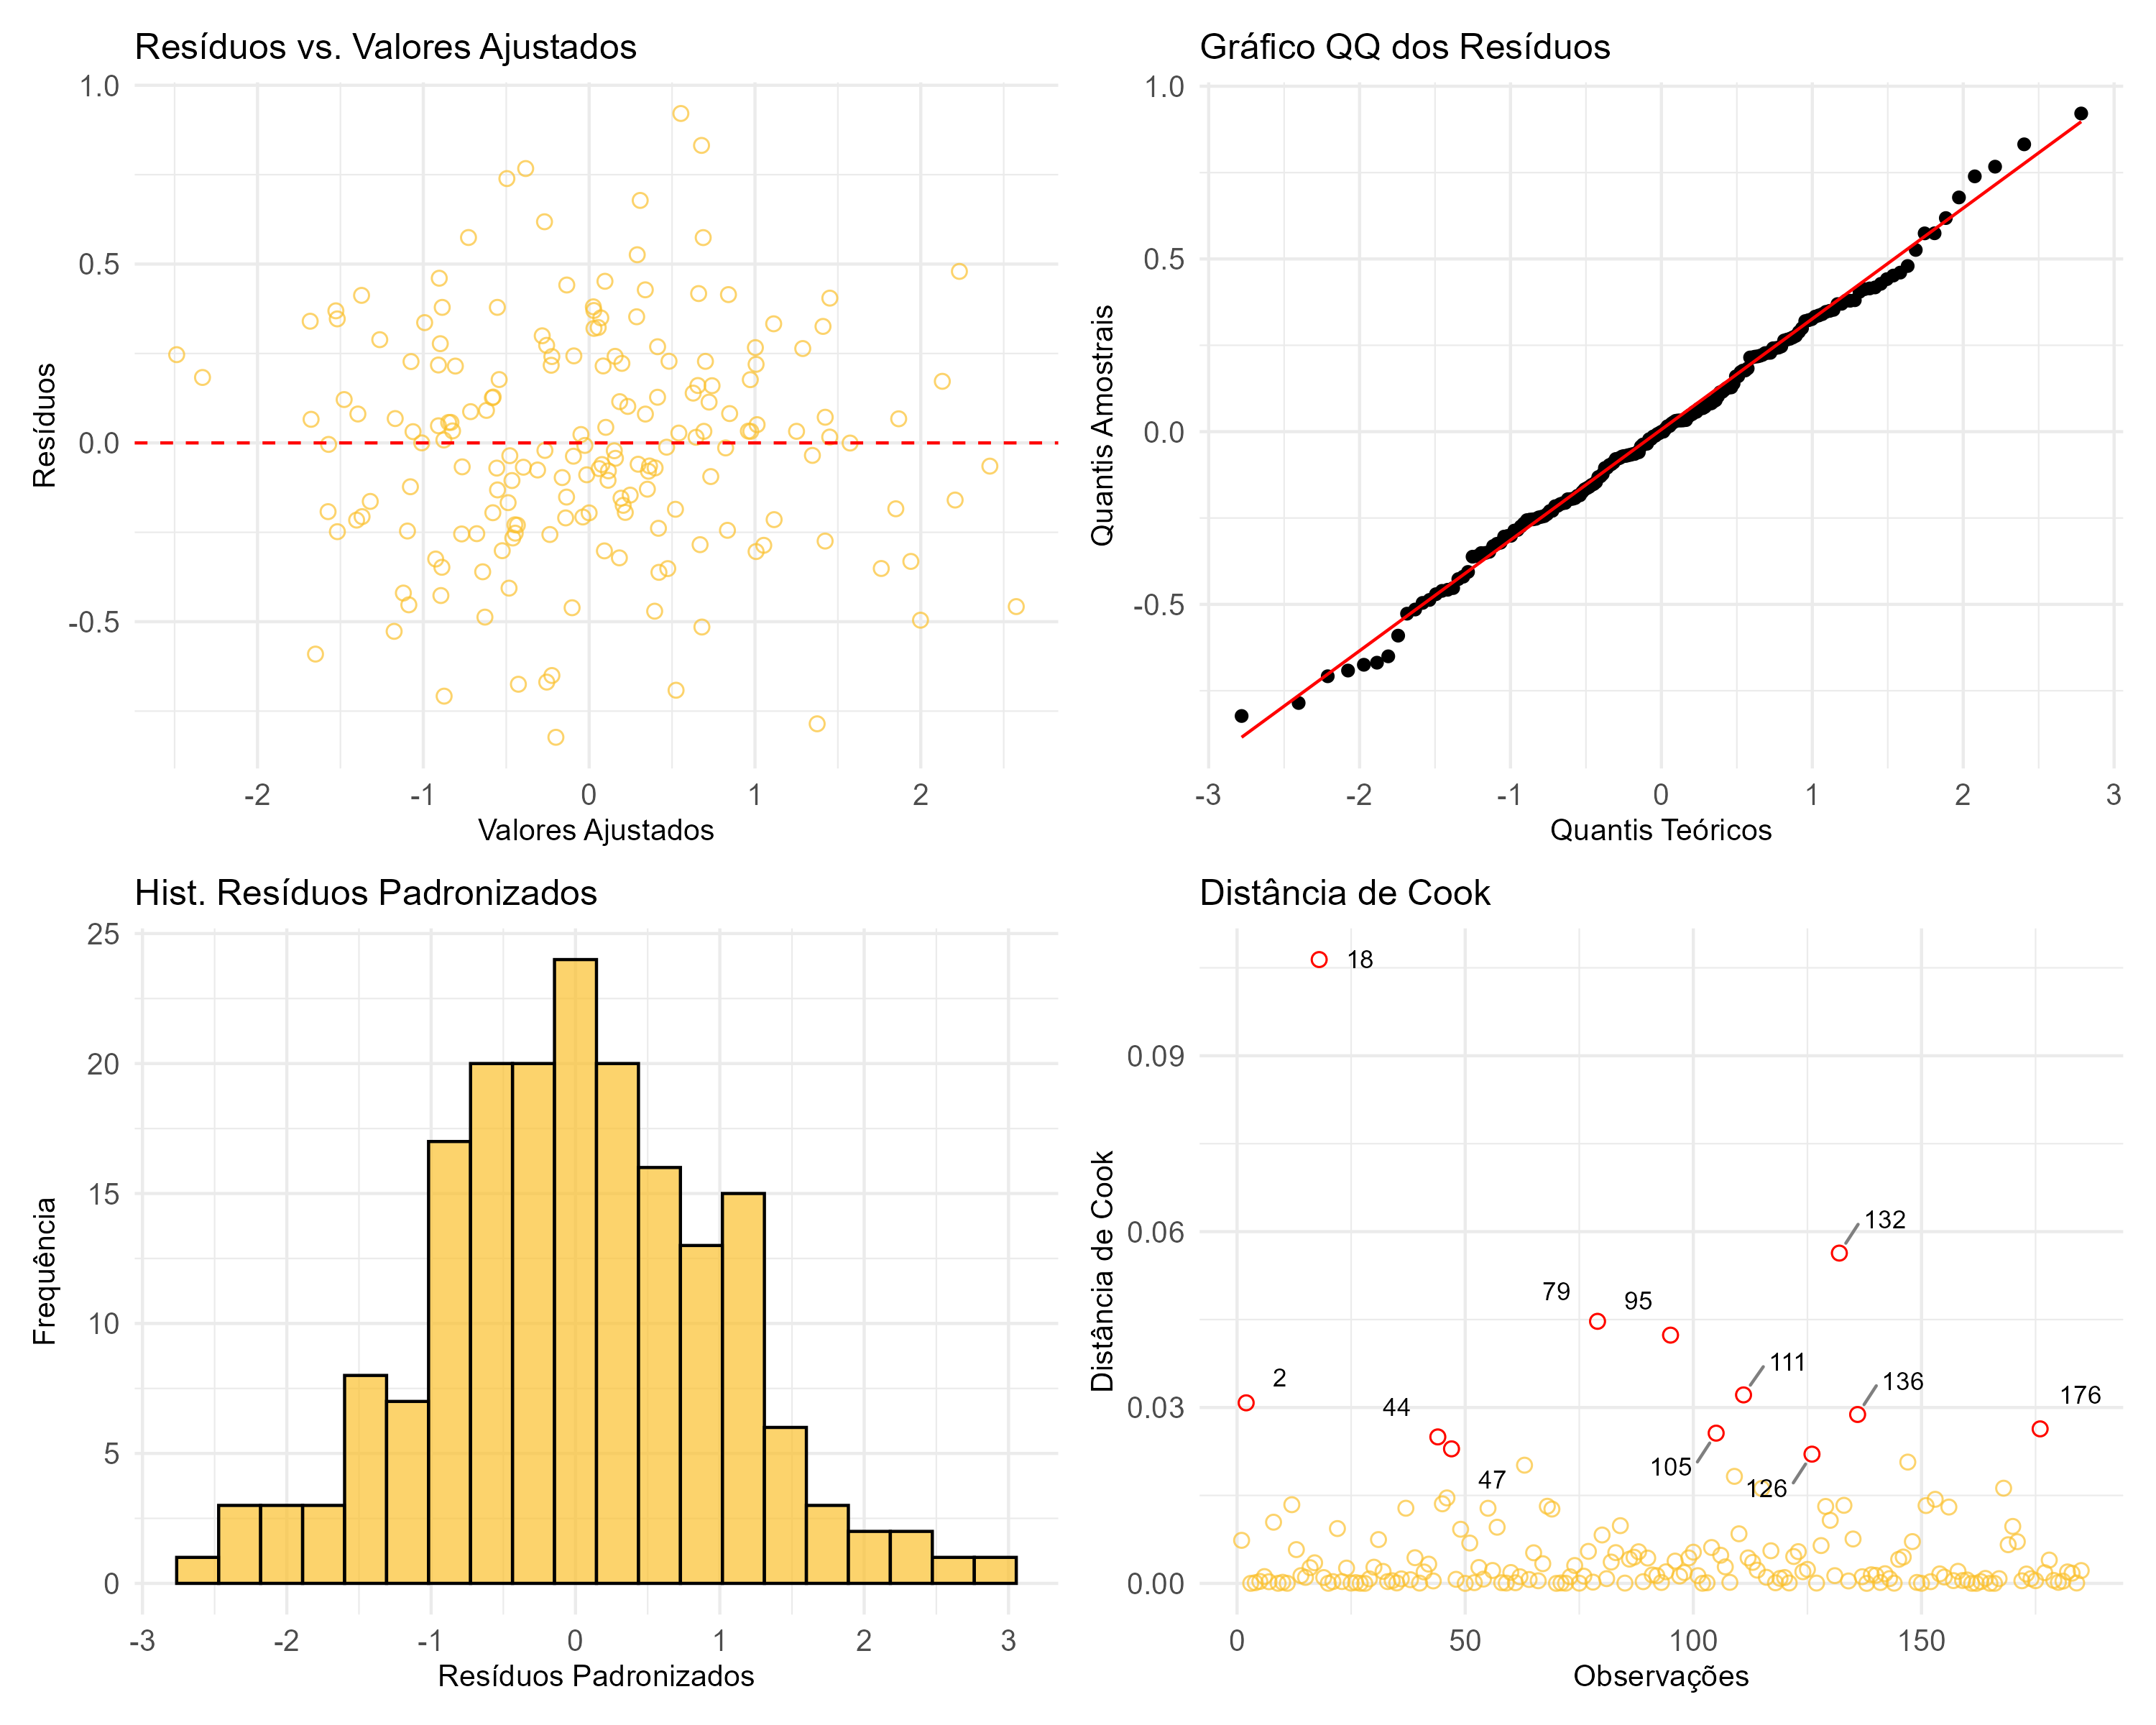 Resíduos vs. Valores Ajustados
1.0
0.5
0.0
-0.5
Resíduos
-2 -1 0 1 2
Valores Ajustados
Gráfico QQ dos Resíduos
1.0
0.5
0.0
-0.5
Quantis Amostrais
-3 -2 -1 0 1 2 3
Quantis Teóricos
Hist. Resíduos Padronizados
25
20
15
10
5
0
Frequência
-3 -2 -1 0 1 2 3
Resíduos Padronizados
Distância de Cook
18
0.09
132
0.06
79
95
111
2
136
176
44
0.03
105
47
126
0.00
Distância de Cook
0 50 100 150
Observações